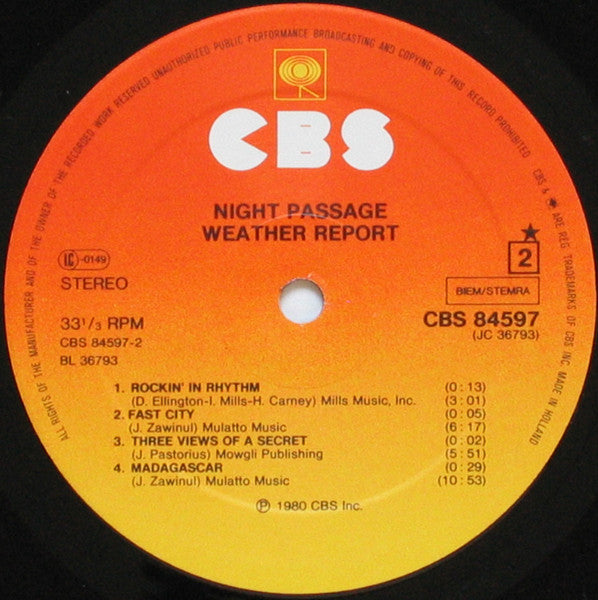 ALL RIGHTS OF THE MANUFACTURER AND OF THE OWNER OF THE RECORDED WORK RESERVED UNAUTHORIZED PUBLIC PERFORMANCE BROADCASTING AND COPYING OF THIS RECORD PROHIBITED CBS & ARE REG. TRADEMARKS OF CBS INC. MADE IN HOLLAND
CBS
NIGHT PASSAGE
WEATHER REPORT
IC-0149
STEREO
2
BIEM/STEMRA
33 1/3 RPM
CBS 84597
CBS 84597-2
(JC 36793)
BL 36793
1. ROCKIN' IN RHYTHM (0 : 13)
(D. Ellington-I. Mills-H. Carney) Mills Music, Inc. (3 : 01)
2. FAST CITY (0 : 05)
(J. Zawinul) Mulatto Music (6 : 17)
3. THREE VIEWS OF A SECRET (0 : 02)
(J. Pastorius) Mowgli Publishing (5 : 51)
4. MADAGASCAR (0 : 29)
(J. Zawinul) Mulatto Music (10 : 53)
℗ 1980 CBS Inc.